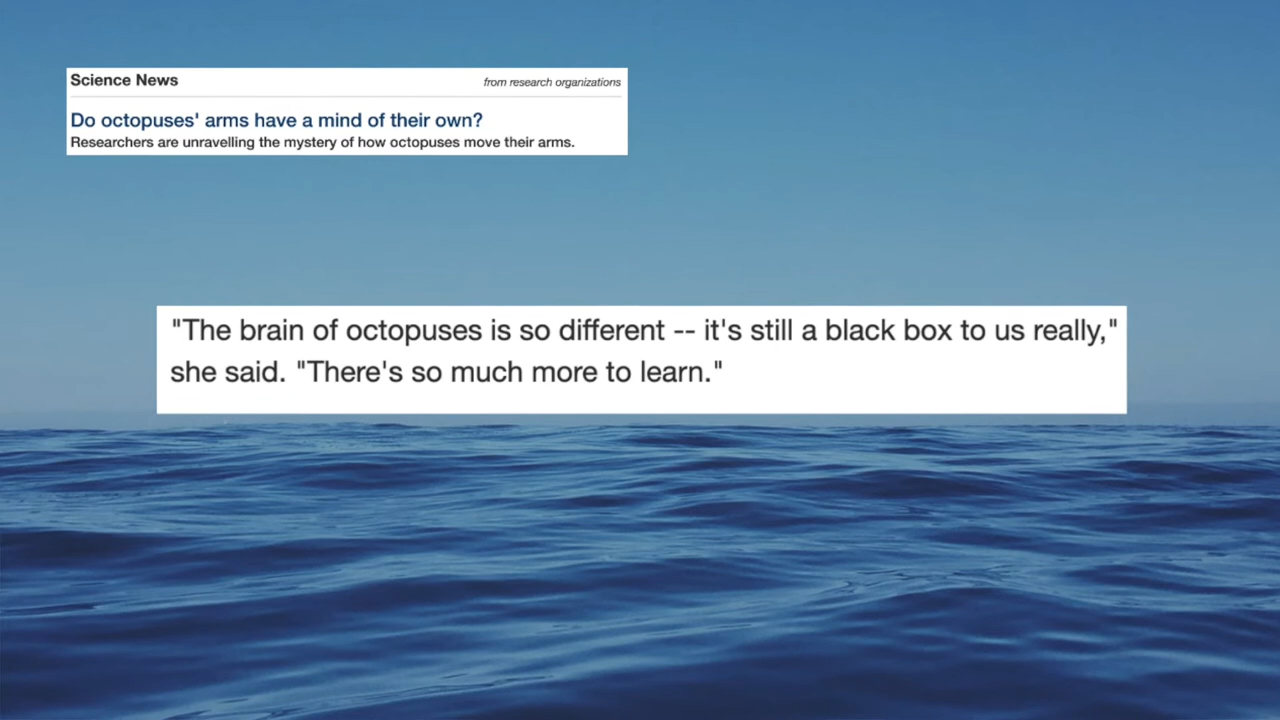 Science News
from research organizations
Do octopuses' arms have a mind of their own?
Researchers are unravelling the mystery of how octopuses move their arms.
"The brain of octopuses is so different -- it's still a black box to us really,"
she said. "There's so much more to learn."